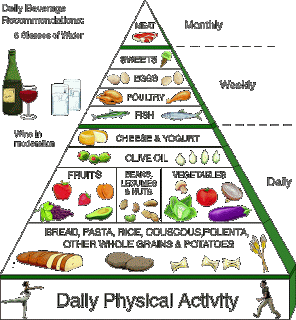 Daily Beverage
Recommendations:
6 Glasses of Water
Wine in
moderation
MEAT
Monthly
SWEETS
EGGS
Weekly
POULTRY
FISH
CHEESE & YOGURT
OLIVE OIL
Daily
FRUITS
BEANS,
LEGUMES
& NUTS
VEGETABLES
BREAD, PASTA, RICE, COUSCOUS,POLENTA,
OTHER WHOLE GRAINS & POTATOES
Daily Physical Activity